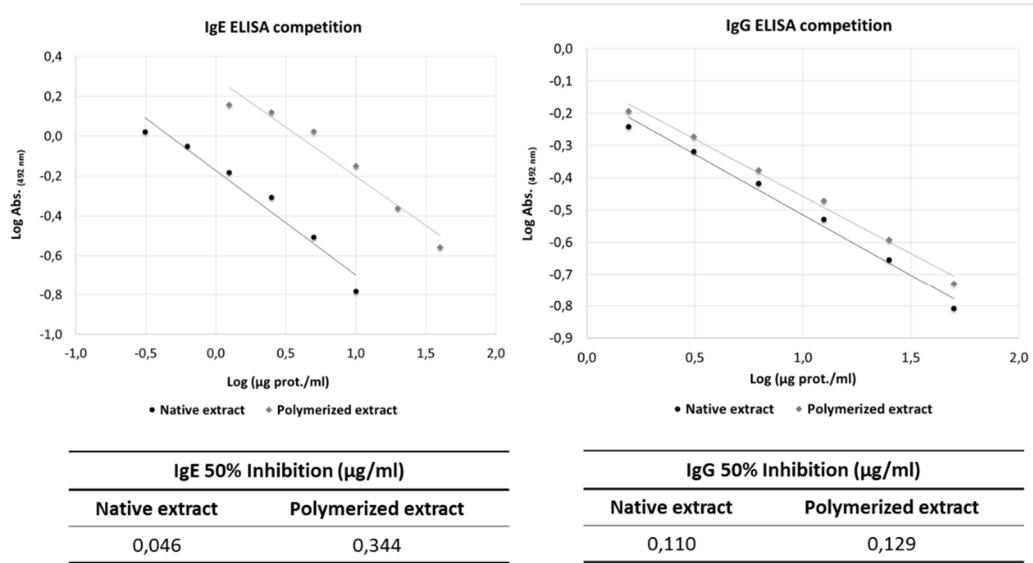 IgE ELISA competition
0,4
0,2
0,0
-0,2
-0,4
-0,6
-0,8
-1,0
Log Abs. (492 nm)
-1,0 -0,5 0,0 0,5 1,0 1,5 2,0
Log (µg prot./ml)
Native extract Polymerized extract
IgG ELISA competition
0,0
-0,1
-0,2
-0,3
-0,4
-0,5
-0,6
-0,7
-0,8
-0,9
Log Abs. (492 nm)
0,0 0,5 1,0 1,5 2,0
Log (µg prot./ml)
Native extract Polymerized extract
IgE 50% Inhibition (µg/ml)
Native extract Polymerized extract
0,046 0,344
IgG 50% Inhibition (µg/ml)
Native extract Polymerized extract
0,110 0,129